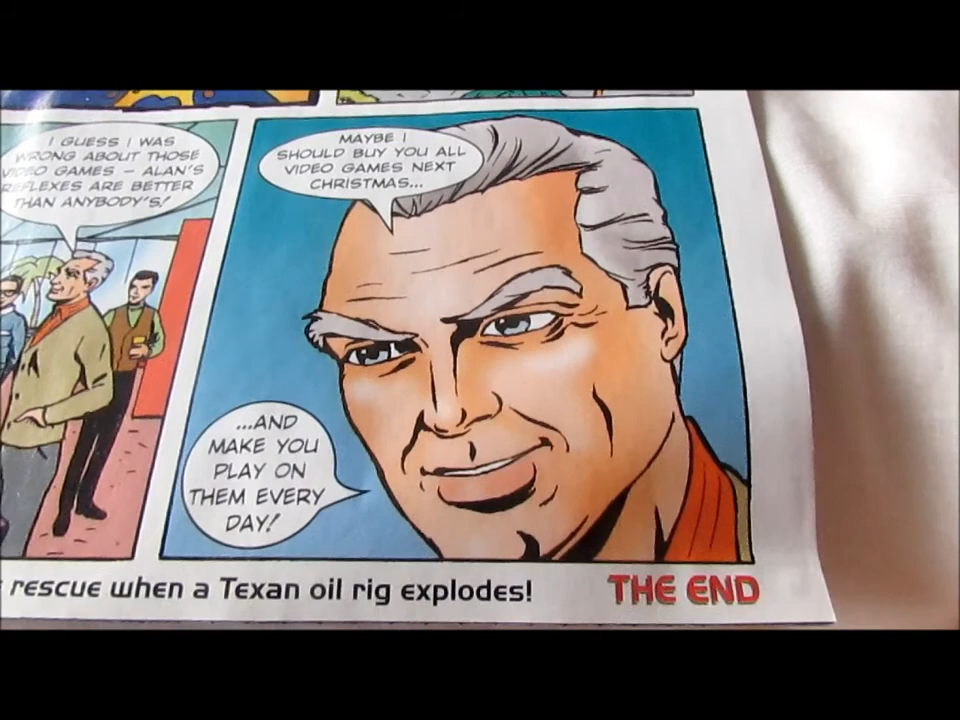 I GUESS I WAS
WRONG ABOUT THOSE
VIDEO GAMES – ALAN'S
REFLEXES ARE BETTER
THAN ANYBODY'S!
MAYBE I
SHOULD BUY YOU ALL
VIDEO GAMES NEXT
CHRISTMAS...
...AND
MAKE YOU
PLAY ON
THEM EVERY
DAY!
rescue when a Texan oil rig explodes!
THE END